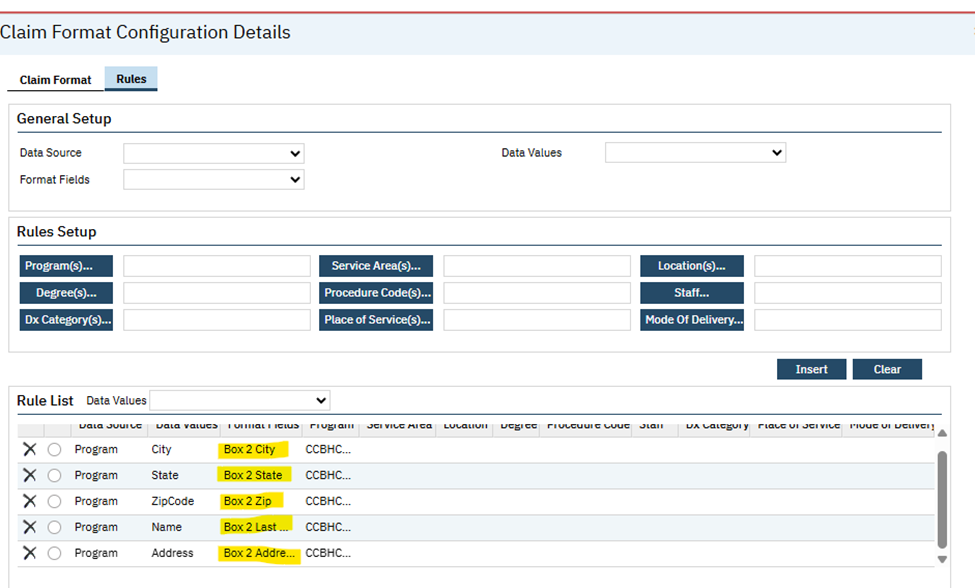 Claim Format Configuration Details
Claim Format Rules
General Setup
Data Source Data Values
Format Fields
Rules Setup
Program(s)... Service Area(s)... Location(s)...
Degree(s)... Procedure Code(s)... Staff...
Dx Category(s)... Place of Service(s)... Mode Of Delivery...
Insert Clear
Rule List Data Values
Data Source Data Values Format Fields Program Service Area Location Degree Procedure Code Staff Dx Category Place of Service Mode of Delivery
Program City Box 2 City CCBHC...
Program State Box 2 State CCBHC...
Program ZipCode Box 2 Zip CCBHC...
Program Name Box 2 Last ... CCBHC...
Program Address Box 2 Addre... CCBHC...